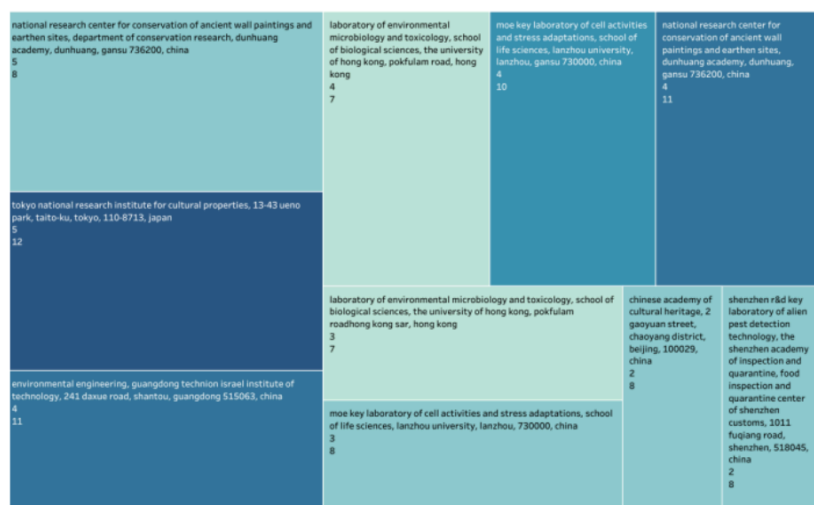 national research center for conservation of ancient wall paintings and
earthen sites, department of conservation research, dunhuang
academy, dunhuang, gansu 736200, china
5
8
tokyo national research institute for cultural properties, 13-43 ueno
park, taito-ku, tokyo, 110-8713, japan
5
12
environmental engineering, guangdong technion israel institute of
technology, 241 daxue road, shantou, guangdong 515063, china
4
11
laboratory of environmental
microbiology and toxicology, school
of biological sciences, the university
of hong kong, pokfulam road, hong
kong
4
7
moe key laboratory of cell activities
and stress adaptations, school of
life sciences, lanzhou university,
lanzhou, gansu 730000, china
4
10
national research center for
conservation of ancient wall
paintings and earthen sites,
dunhuang academy, dunhuang,
gansu 736200, china
4
11
laboratory of environmental microbiology and toxicology, school of
biological sciences, the university of hong kong, pokfulam
roadhong kong sar, hong kong
3
7
moe key laboratory of cell activities and stress adaptations, school
of life sciences, lanzhou university, lanzhou, 730000, china
3
8
chinese academy of
cultural heritage, 2
gaoyuan street,
chaoyang district,
beijing, 100029,
china
2
8
shenzhen r&d key
laboratory of alien
pest detection
technology, the
shenzhen academy
of inspection and
quarantine, food
inspection and
quarantine center
of shenzhen
customs, 1011
fuqiang road,
shenzhen, 518045,
china
2
8